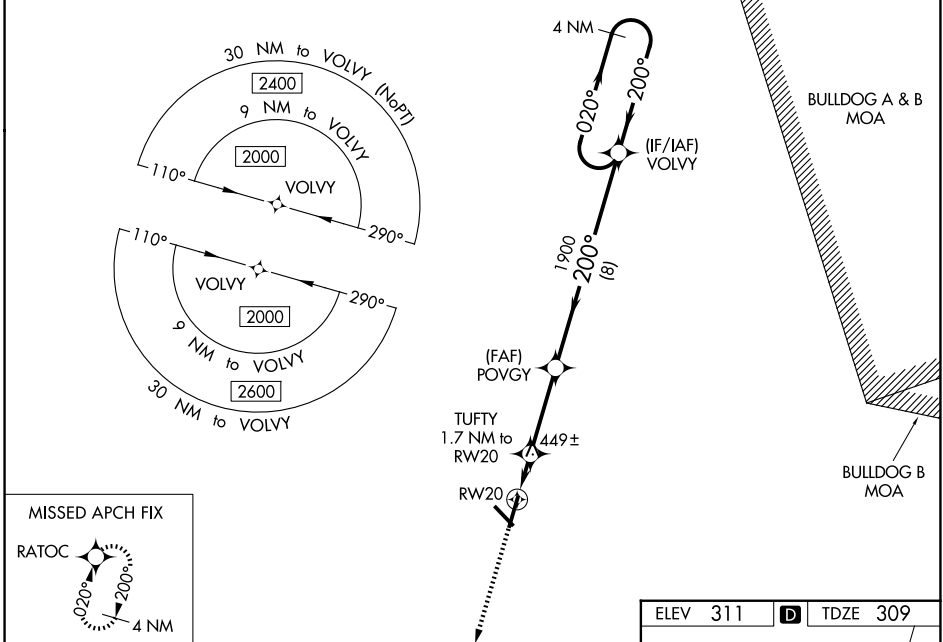 30 NM to VOLVY (NoPT)
2400
9 NM to VOLVY
2000
110°
VOLVY
290°
110°
VOLVY
290°
2000
9 NM to VOLVY
2600
30 NM to VOLVY
4 NM
020°
200°
(IF/IAF)
VOLVY
1900
200°
(8)
(FAF)
POVGY
TUFTY
1.7 NM to
RW20
449±
RW20
BULLDOG A & B
MOA
BULLDOG B
MOA
MISSED APCH FIX
RATOC
020°
200°
4 NM
ELEV 311 D TDZE 309